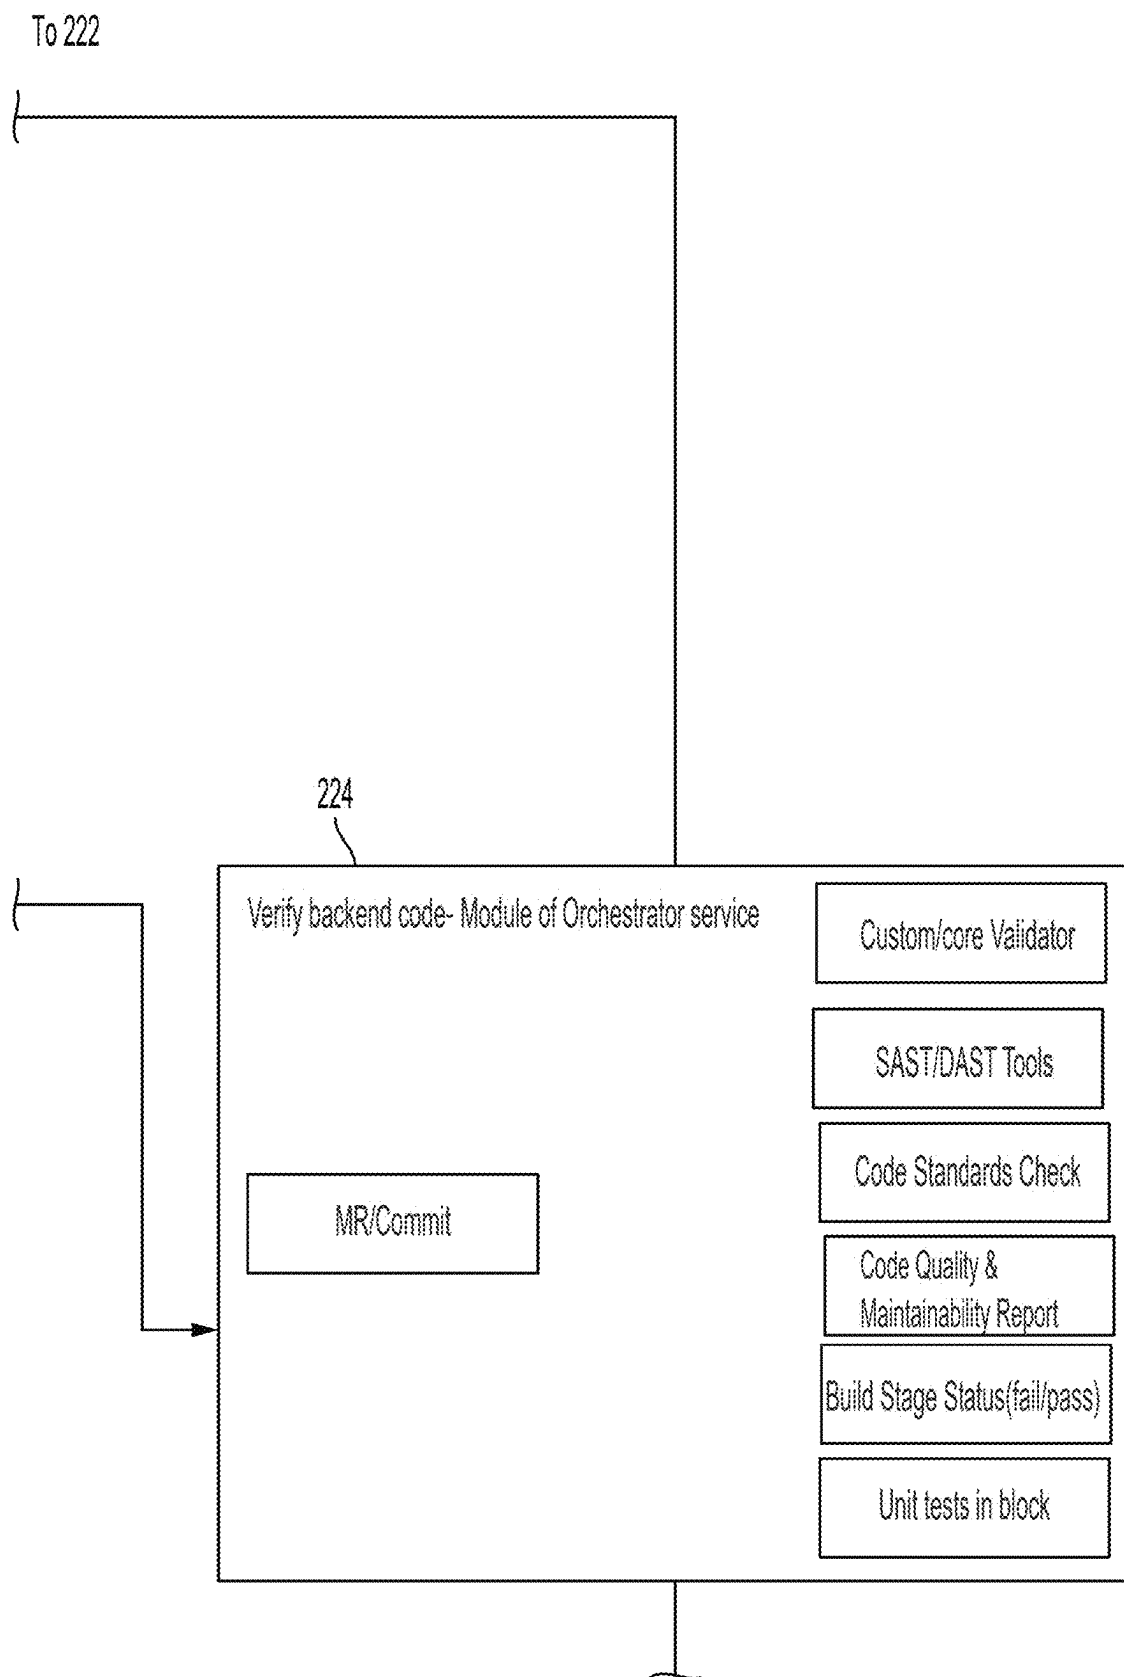 To 222
224
Verify backend code- Module of Orchestrator service
Custom/core Validator
SAST/DAST Tools
Code Standards Check
MR/Commit
Code Quality &
Maintainability Report
Build Stage Status(fail/pass)
Unit tests in block